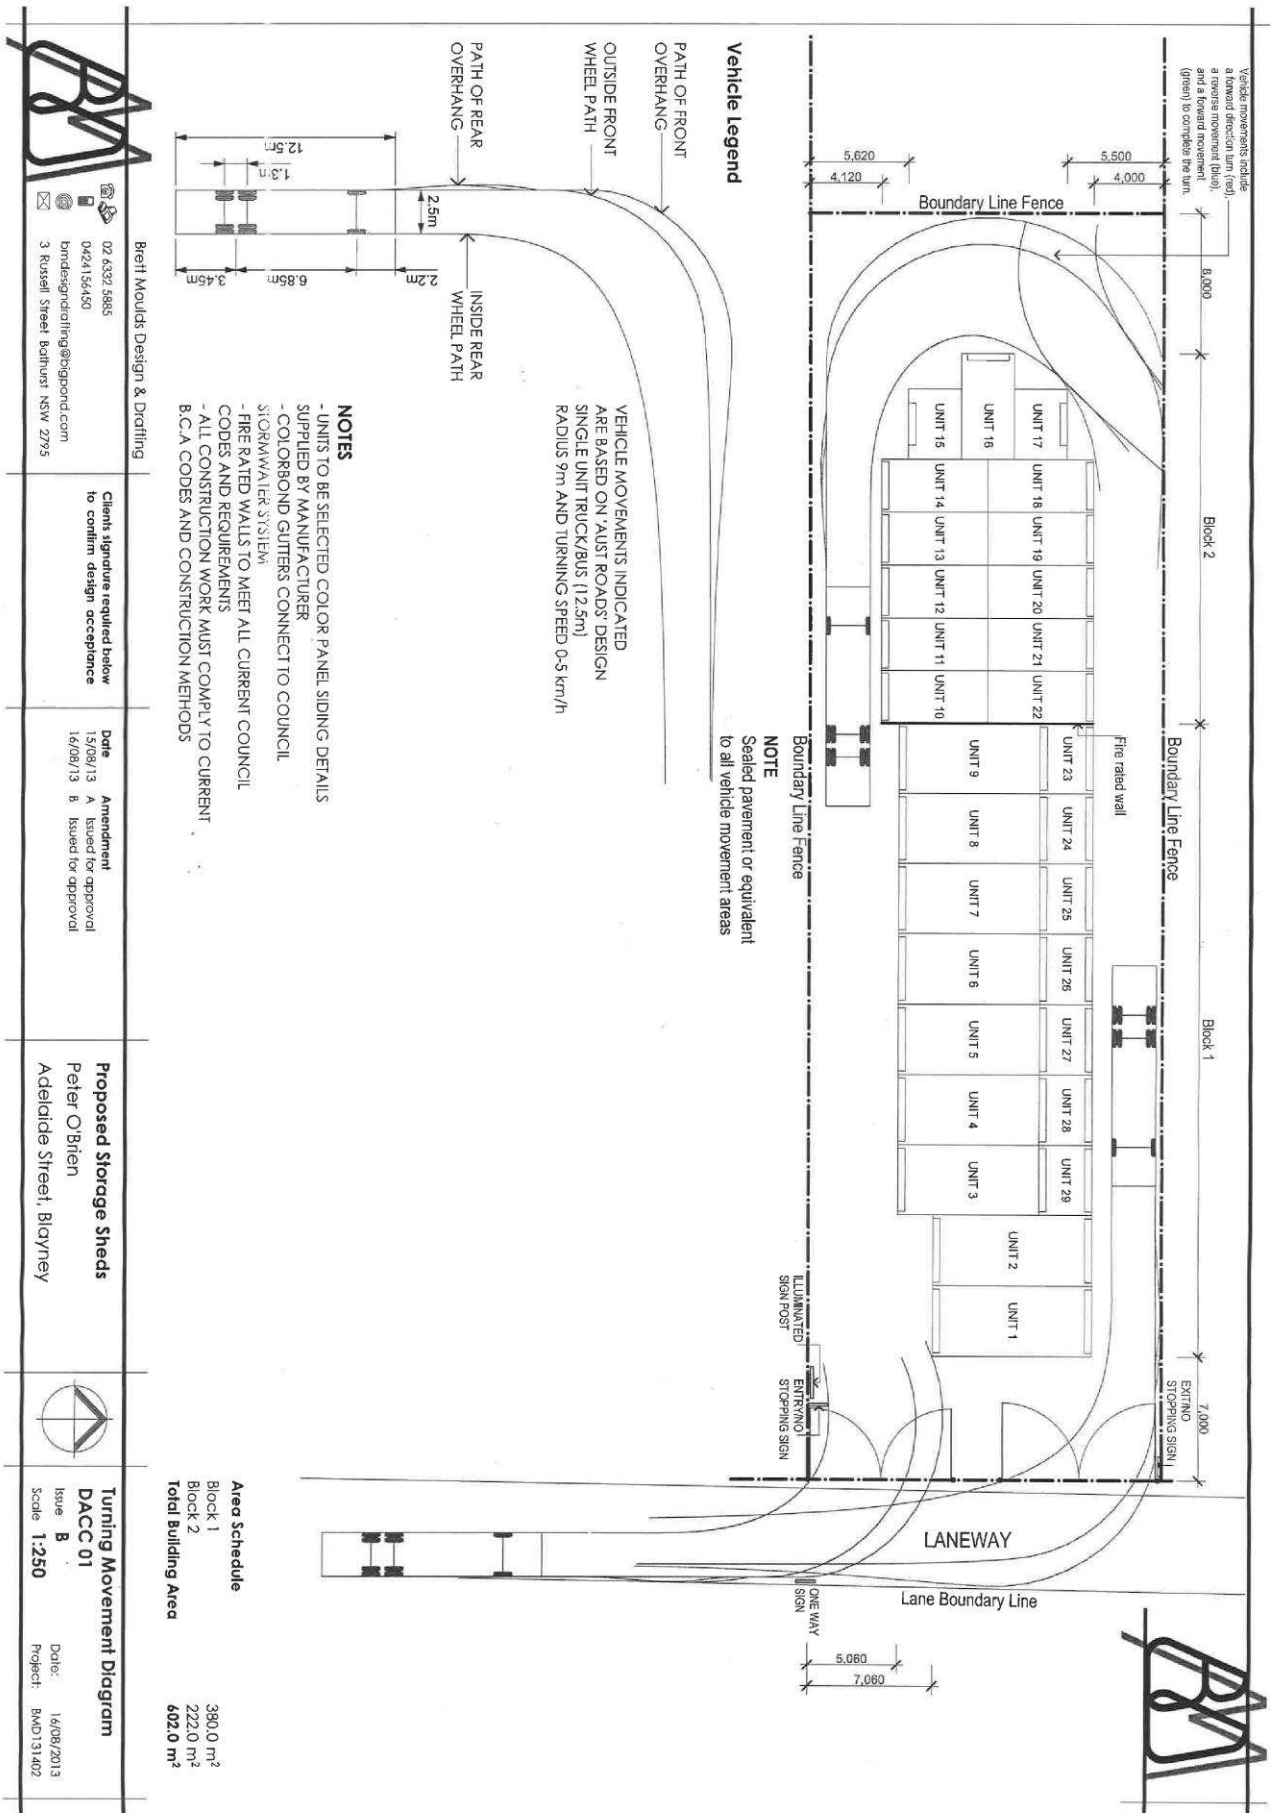 Vehicle movements include
a forward direction turn (red),
a reverse movement (blue)
and a forward movement
(green) to complete the turn.
5,620
4,120
5,500
4,000
Boundary Line Fence
8,000
Block 2
Block 1
7,000
UNIT 15
UNIT 16
UNIT 17
UNIT 14
UNIT 18
UNIT 13
UNIT 19
UNIT 12
UNIT 20
UNIT 11
UNIT 21
UNIT 10
UNIT 22
Fire rated wall
Boundary Line Fence
UNIT 9
UNIT 23
UNIT 8
UNIT 24
UNIT 7
UNIT 25
UNIT 6
UNIT 26
UNIT 5
UNIT 27
UNIT 4
UNIT 28
UNIT 3
UNIT 29
UNIT 2
UNIT 1
Boundary Line Fence
NOTE
Sealed pavement or equivalent
to all vehicle movement areas
ILLUMINATED
SIGN POST
ENTRY/NO
STOPPING SIGN
EXIT/NO
STOPPING SIGN
LANEWAY
Lane Boundary Line
ONE WAY
SIGN
5,060
7,060
Vehicle Legend
PATH OF FRONT
OVERHANG
OUTSIDE FRONT
WHEEL PATH
PATH OF REAR
OVERHANG
INSIDE REAR
WHEEL PATH
12.5m
1.3m
2.5m
3.45m
6.85m
2.2m
VEHICLE MOVEMENTS INDICATED
ARE BASED ON 'AUST ROADS' DESIGN
SINGLE UNIT TRUCK/BUS (12.5m)
RADIUS 9m AND TURNING SPEED 0-5 km/h
NOTES
- UNITS TO BE SELECTED COLOR PANEL SIDING DETAILS
SUPPLIED BY MANUFACTURER
- COLORBOND GUTTERS CONNECT TO COUNCIL
STORMWATER SYSTEM
- FIRE RATED WALLS TO MEET ALL CURRENT COUNCIL
CODES AND REQUIREMENTS
- ALL CONSTRUCTION WORK MUST COMPLY TO CURRENT
B.C.A CODES AND CONSTRUCTION METHODS
Area Schedule
Block 1 380.0 m²
Block 2 222.0 m²
Total Building Area 602.0 m²
Brett Moulds Design & Drafting
02 6332 5885
0424156450
bmdesigndrafting@bigpond.com
3 Russell Street Bathurst NSW 2795
Clients signature required below
to confirm design acceptance
Date Amendment
15/08/13 A Issued for approval
16/08/13 B Issued for approval
Proposed Storage Sheds
Peter O'Brien
Adelaide Street, Blayney
Turning Movement Diagram
DACC 01
Issue B Date: 16/08/2013
Scale 1:250 Project: BMD131402